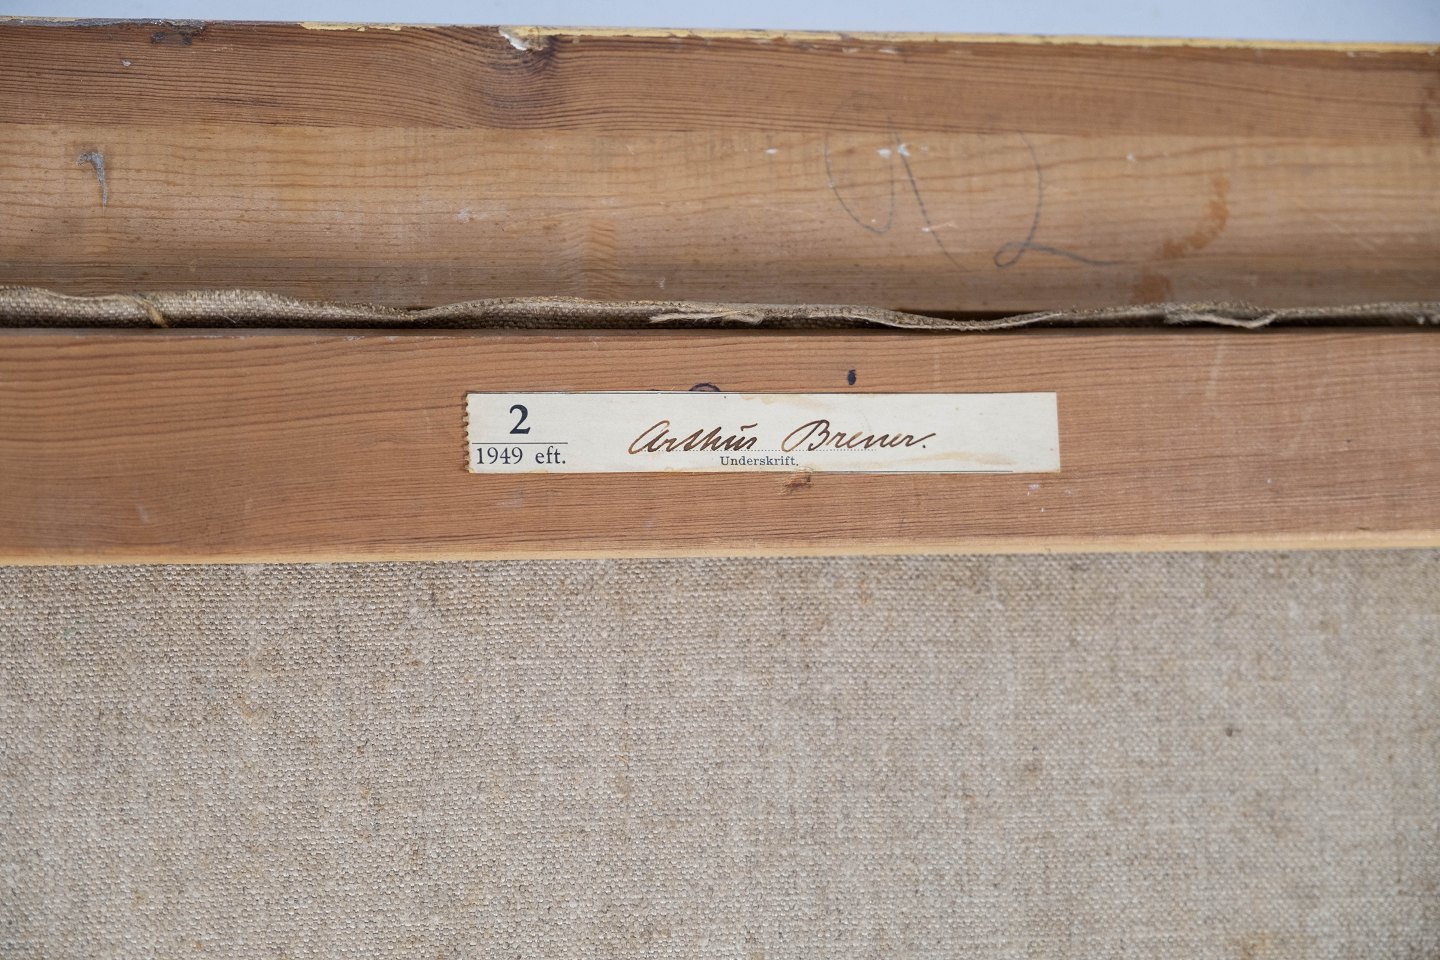 2
1949 eft.
Arthur Brener.
Underskrift.